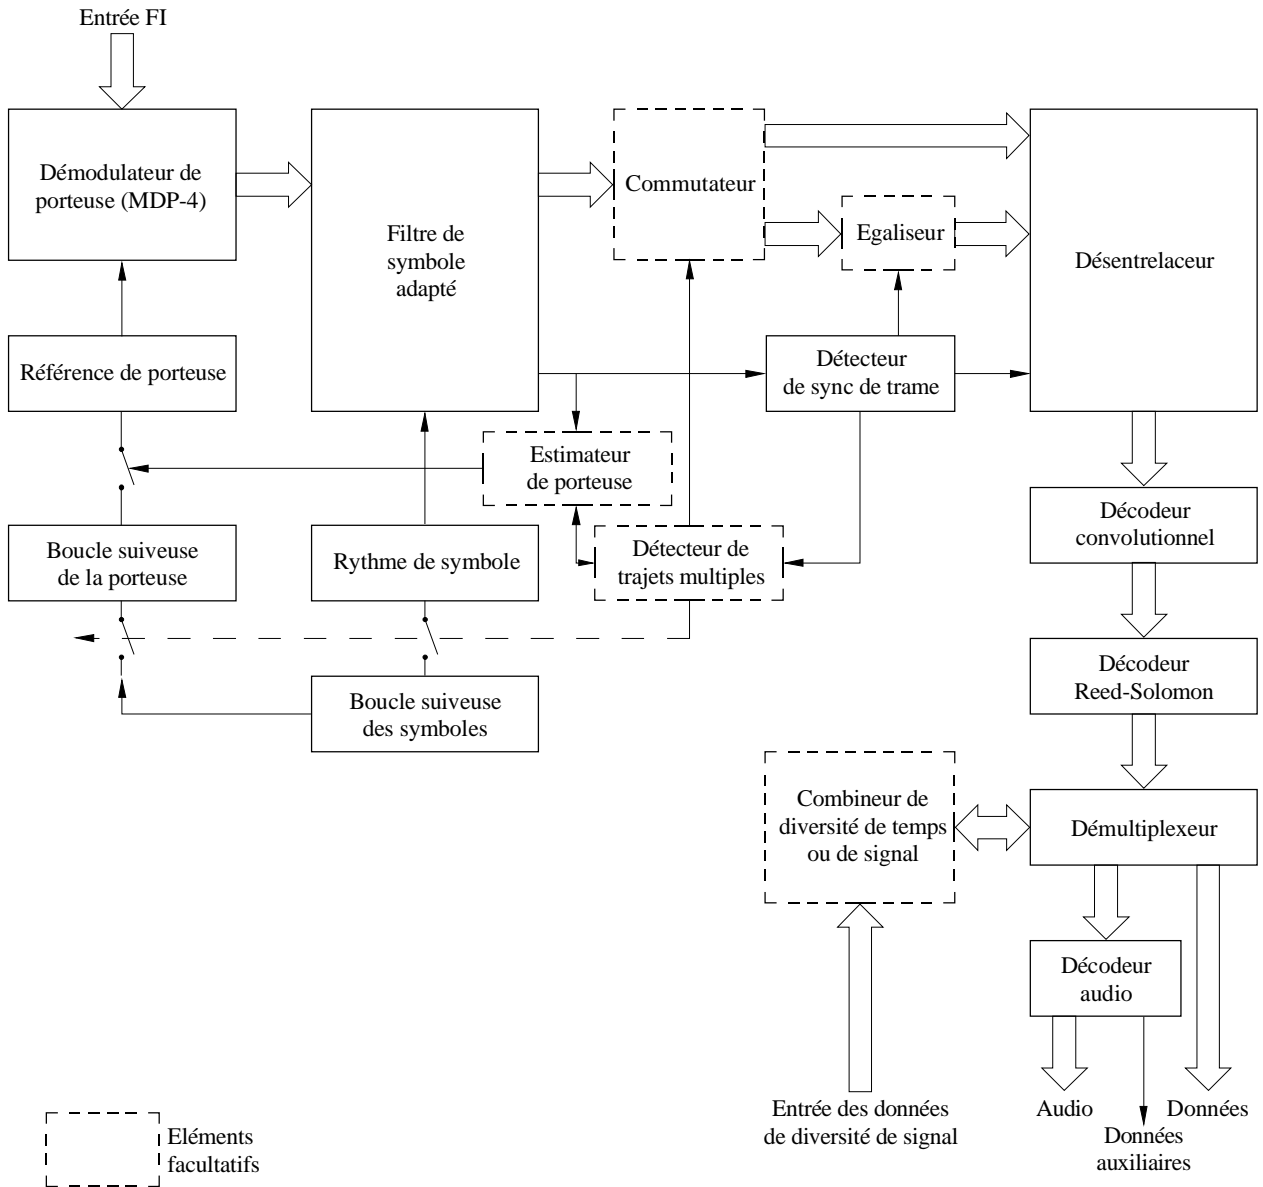 Entrée FI
Démodulateur de
porteuse (MDP-4)
Filtre de
symbole
adapté
Commutateur
Egaliseur
Désentrelaceur
Référence de porteuse
Détecteur
de sync de trame
Estimateur
de porteuse
Boucle suiveuse
de la porteuse
Rythme de symbole
Détecteur de
trajets multiples
Décodeur
convolutionnel
Boucle suiveuse
des symboles
Décodeur
Reed-Solomon
Combineur de
diversité de temps
ou de signal
Démultiplexeur
Décodeur
audio
Entrée des données
de diversité de signal
Audio
Données
Données
auxiliaires
Eléments
facultatifs